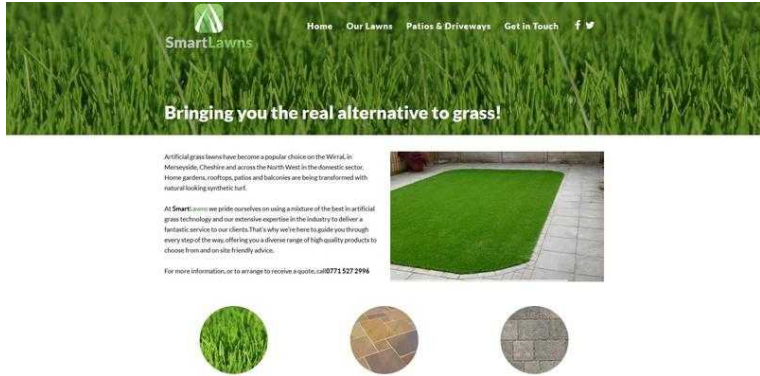 Home Our Lawns Patios & Driveways Get in Touch
SmartLawns
Bringing you the real alternative to grass!
Artificial grass lawns have become a popular choice on the Wirral, in
Merseyside, Cheshire and across the North West in the domestic sector.
Home gardens, rooftops, patios and balconies are being transformed with
natural looking synthetic turf.
At SmartLawns we pride ourselves on using a mixture of the best in artificial
grass technology and our extensive expertise in the industry to deliver a
fantastic service to our clients.That's why we're here to guide you through
every step of the way, offering you a diverse range of high quality products to
choose from and on site friendly advice.
For more information, or to arrange to receive a quote, call0771 527 2996